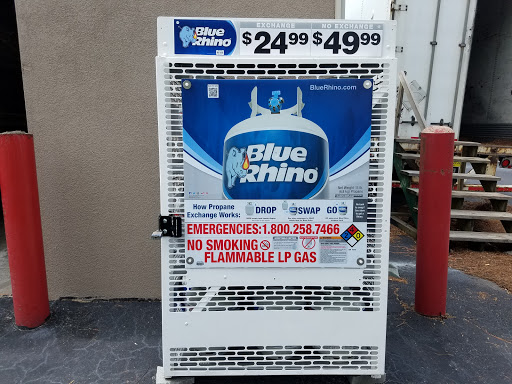 EXCHANGE NO EXCHANGE
Blue Rhino $24.99 $49.99
BlueRhino.com
Blue
Rhino
How Propane
Exchange Works: DROP SWAP GO
EMERGENCIES:1.800.258.7466
NO SMOKING
FLAMMABLE LP GAS